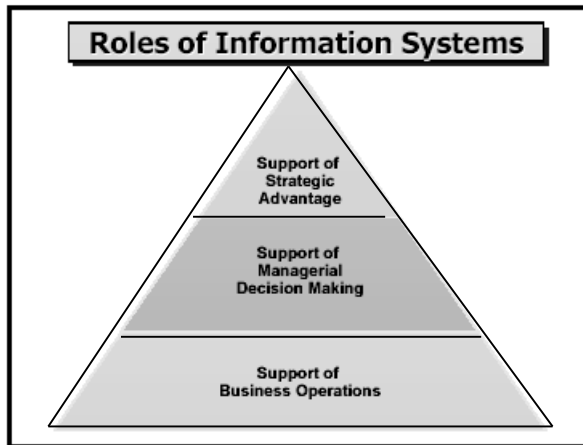 Roles of Information Systems
Support of
Strategic
Advantage
Support of
Managerial
Decision Making
Support of
Business Operations